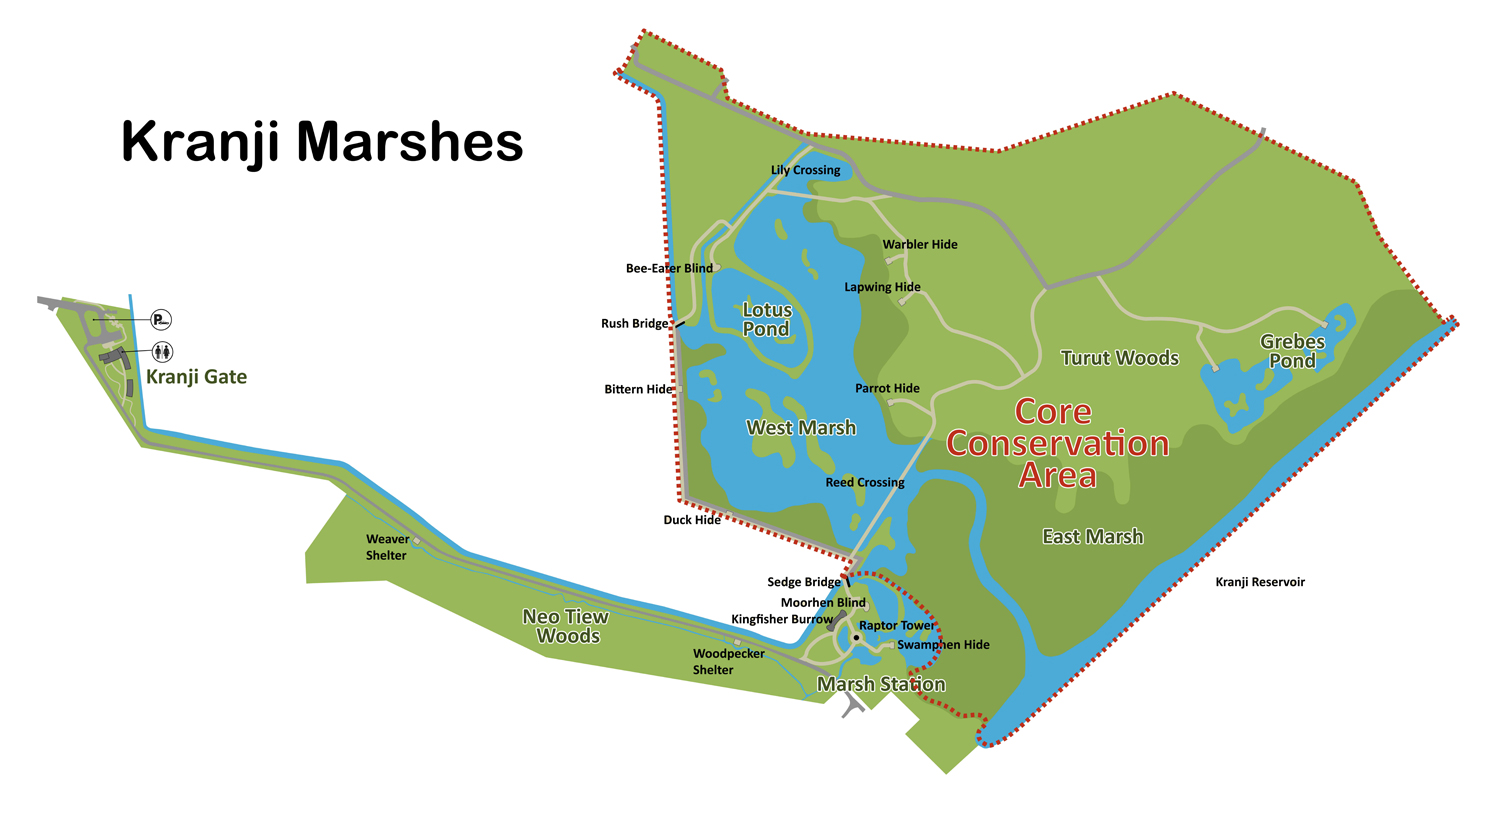 Kranji Marshes
Lily Crossing
Warbler Hide
Bee-Eater Blind
Lapwing Hide
Lotus
Pond
Rush Bridge
P
Kranji Gate
Grebes
Pond
Turut Woods
Bittern Hide
Parrot Hide
Core
Conservation
Area
West Marsh
Reed Crossing
Duck Hide
East Marsh
Weaver
Shelter
Sedge Bridge
Kranji Reservoir
Moorhen Blind
Kingfisher Burrow
Neo Tiew
Woods
Raptor Tower
Swamphen Hide
Woodpecker
Shelter
Marsh Station